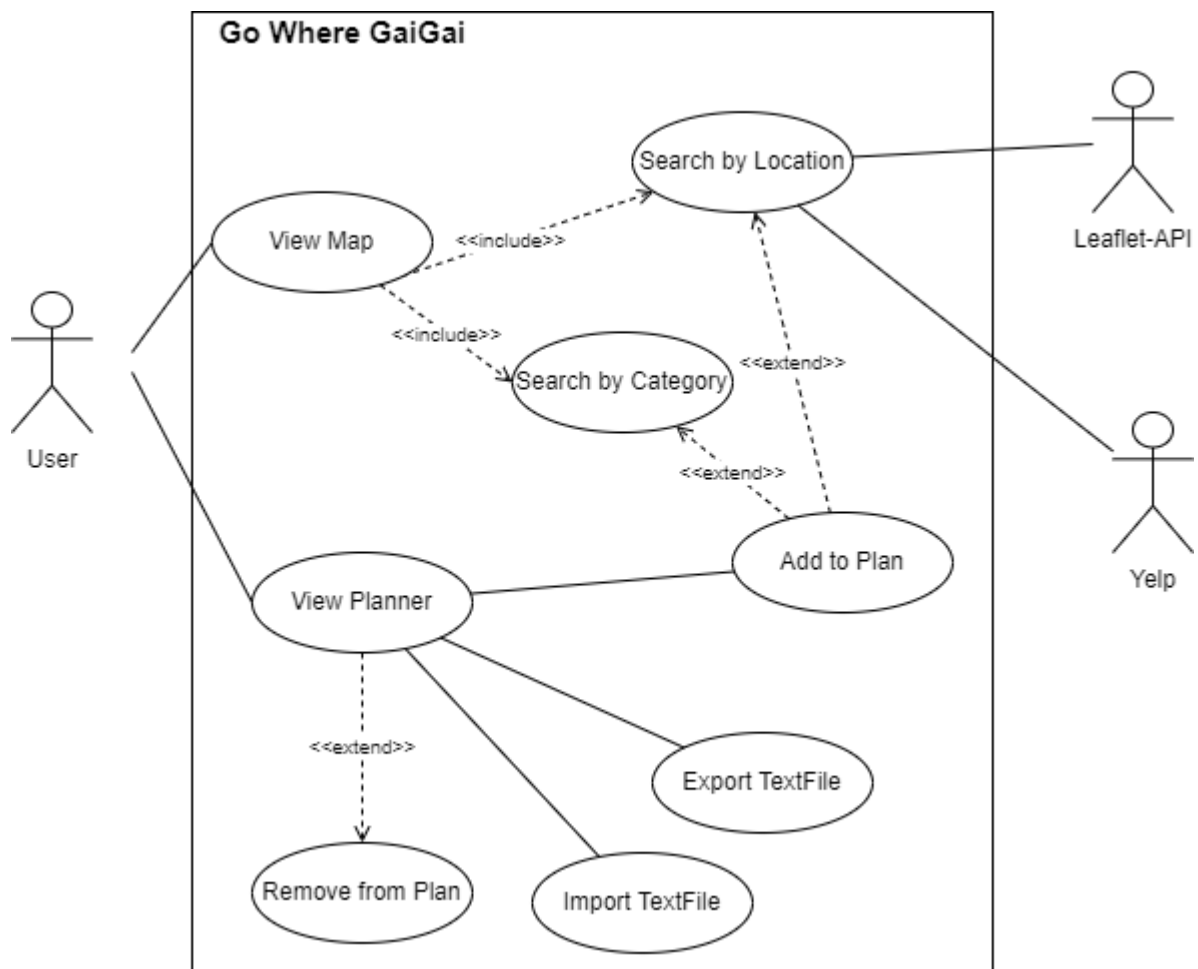 Go Where GaiGai
Search by Location
View Map
<<include>>
Leaflet-API
<<include>>
Search by Category
<<extend>>
User
<<extend>>
Add to Plan
Yelp
View Planner
<<extend>>
Export TextFile
Remove from Plan
Import TextFile